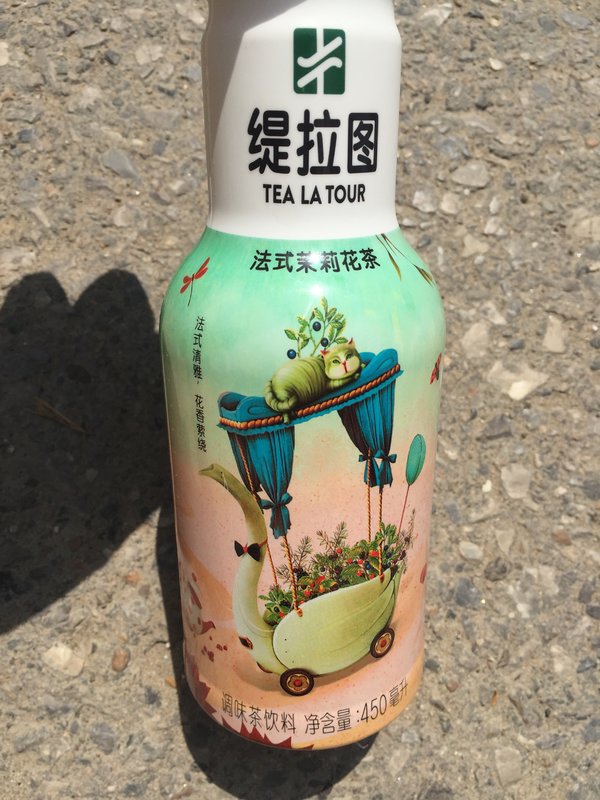 缇拉图
TEA LA TOUR
法式茉莉花茶
法式清雅，花香萦绕
调味茶饮料 净含量:450毫升